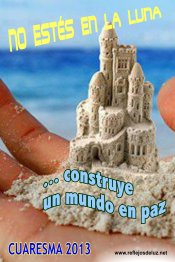 NO ESTÉS EN LA LUNA
... construye
un mundo en paz
CUARESMA 2013
www.reflejosdeluz.net